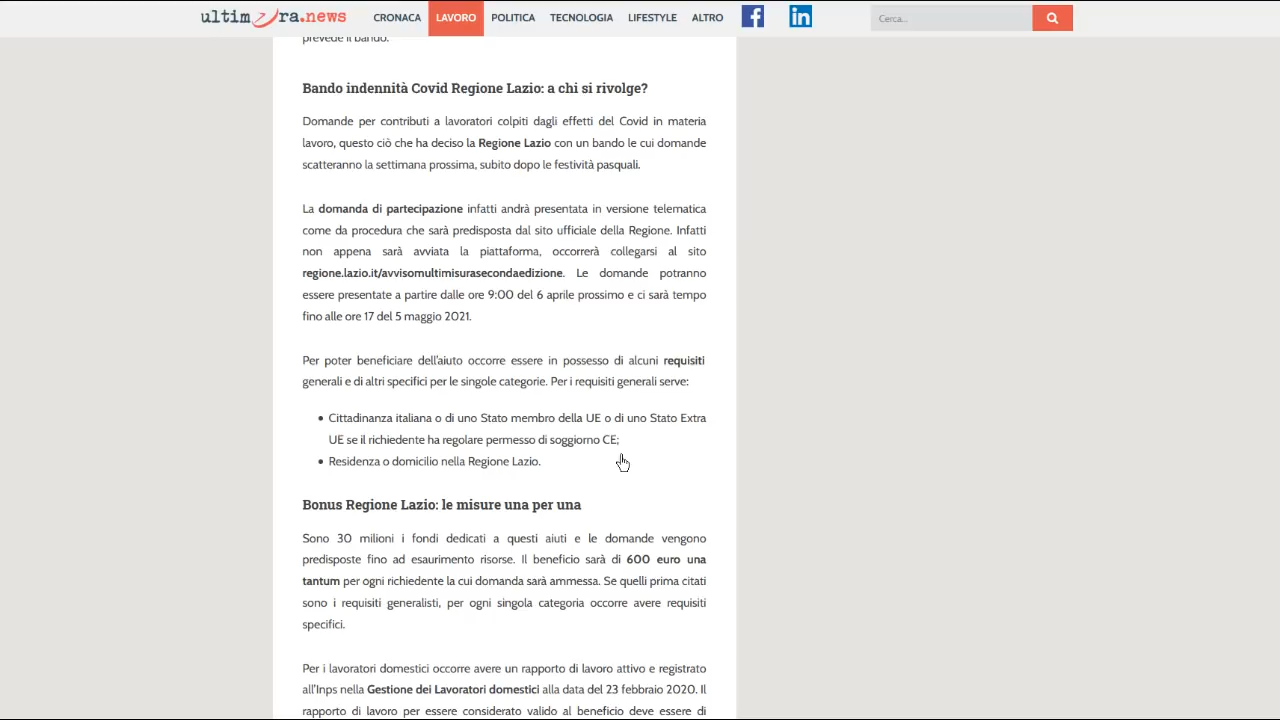 ultimora.news CRONACA LAVORO POLITICA TECNOLOGIA LIFESTYLE ALTRO f in Cerca...
prevede il bando.
Bando indennità Covid Regione Lazio: a chi si rivolge?
Domande per contributi a lavoratori colpiti dagli effetti del Covid in materia
lavoro, questo ciò che ha deciso la Regione Lazio con un bando le cui domande
scatteranno la settimana prossima, subito dopo le festività pasquali.
La domanda di partecipazione infatti andrà presentata in versione telematica
come da procedura che sarà predisposta dal sito ufficiale della Regione. Infatti
non appena sarà avviata la piattaforma, occorrerà collegarsi al sito
regione.lazio.it/avvisomultimisurasecondaedizione. Le domande potranno
essere presentate a partire dalle ore 9:00 del 6 aprile prossimo e ci sarà tempo
fino alle ore 17 del 5 maggio 2021.
Per poter beneficiare dell'aiuto occorre essere in possesso di alcuni requisiti
generali e di altri specifici per le singole categorie. Per i requisiti generali serve:
• Cittadinanza italiana o di uno Stato membro della UE o di uno Stato Extra
UE se il richiedente ha regolare permesso di soggiorno CE;
• Residenza o domicilio nella Regione Lazio.
Bonus Regione Lazio: le misure una per una
Sono 30 milioni i fondi dedicati a questi aiuti e le domande vengono
predisposte fino ad esaurimento risorse. Il beneficio sarà di 600 euro una
tantum per ogni richiedente la cui domanda sarà ammessa. Se quelli prima citati
sono i requisiti generalisti, per ogni singola categoria occorre avere requisiti
specifici.
Per i lavoratori domestici occorre avere un rapporto di lavoro attivo e registrato
all'Inps nella Gestione dei Lavoratori domestici alla data del 23 febbraio 2020. Il
rapporto di lavoro per essere considerato valido al beneficio deve essere di